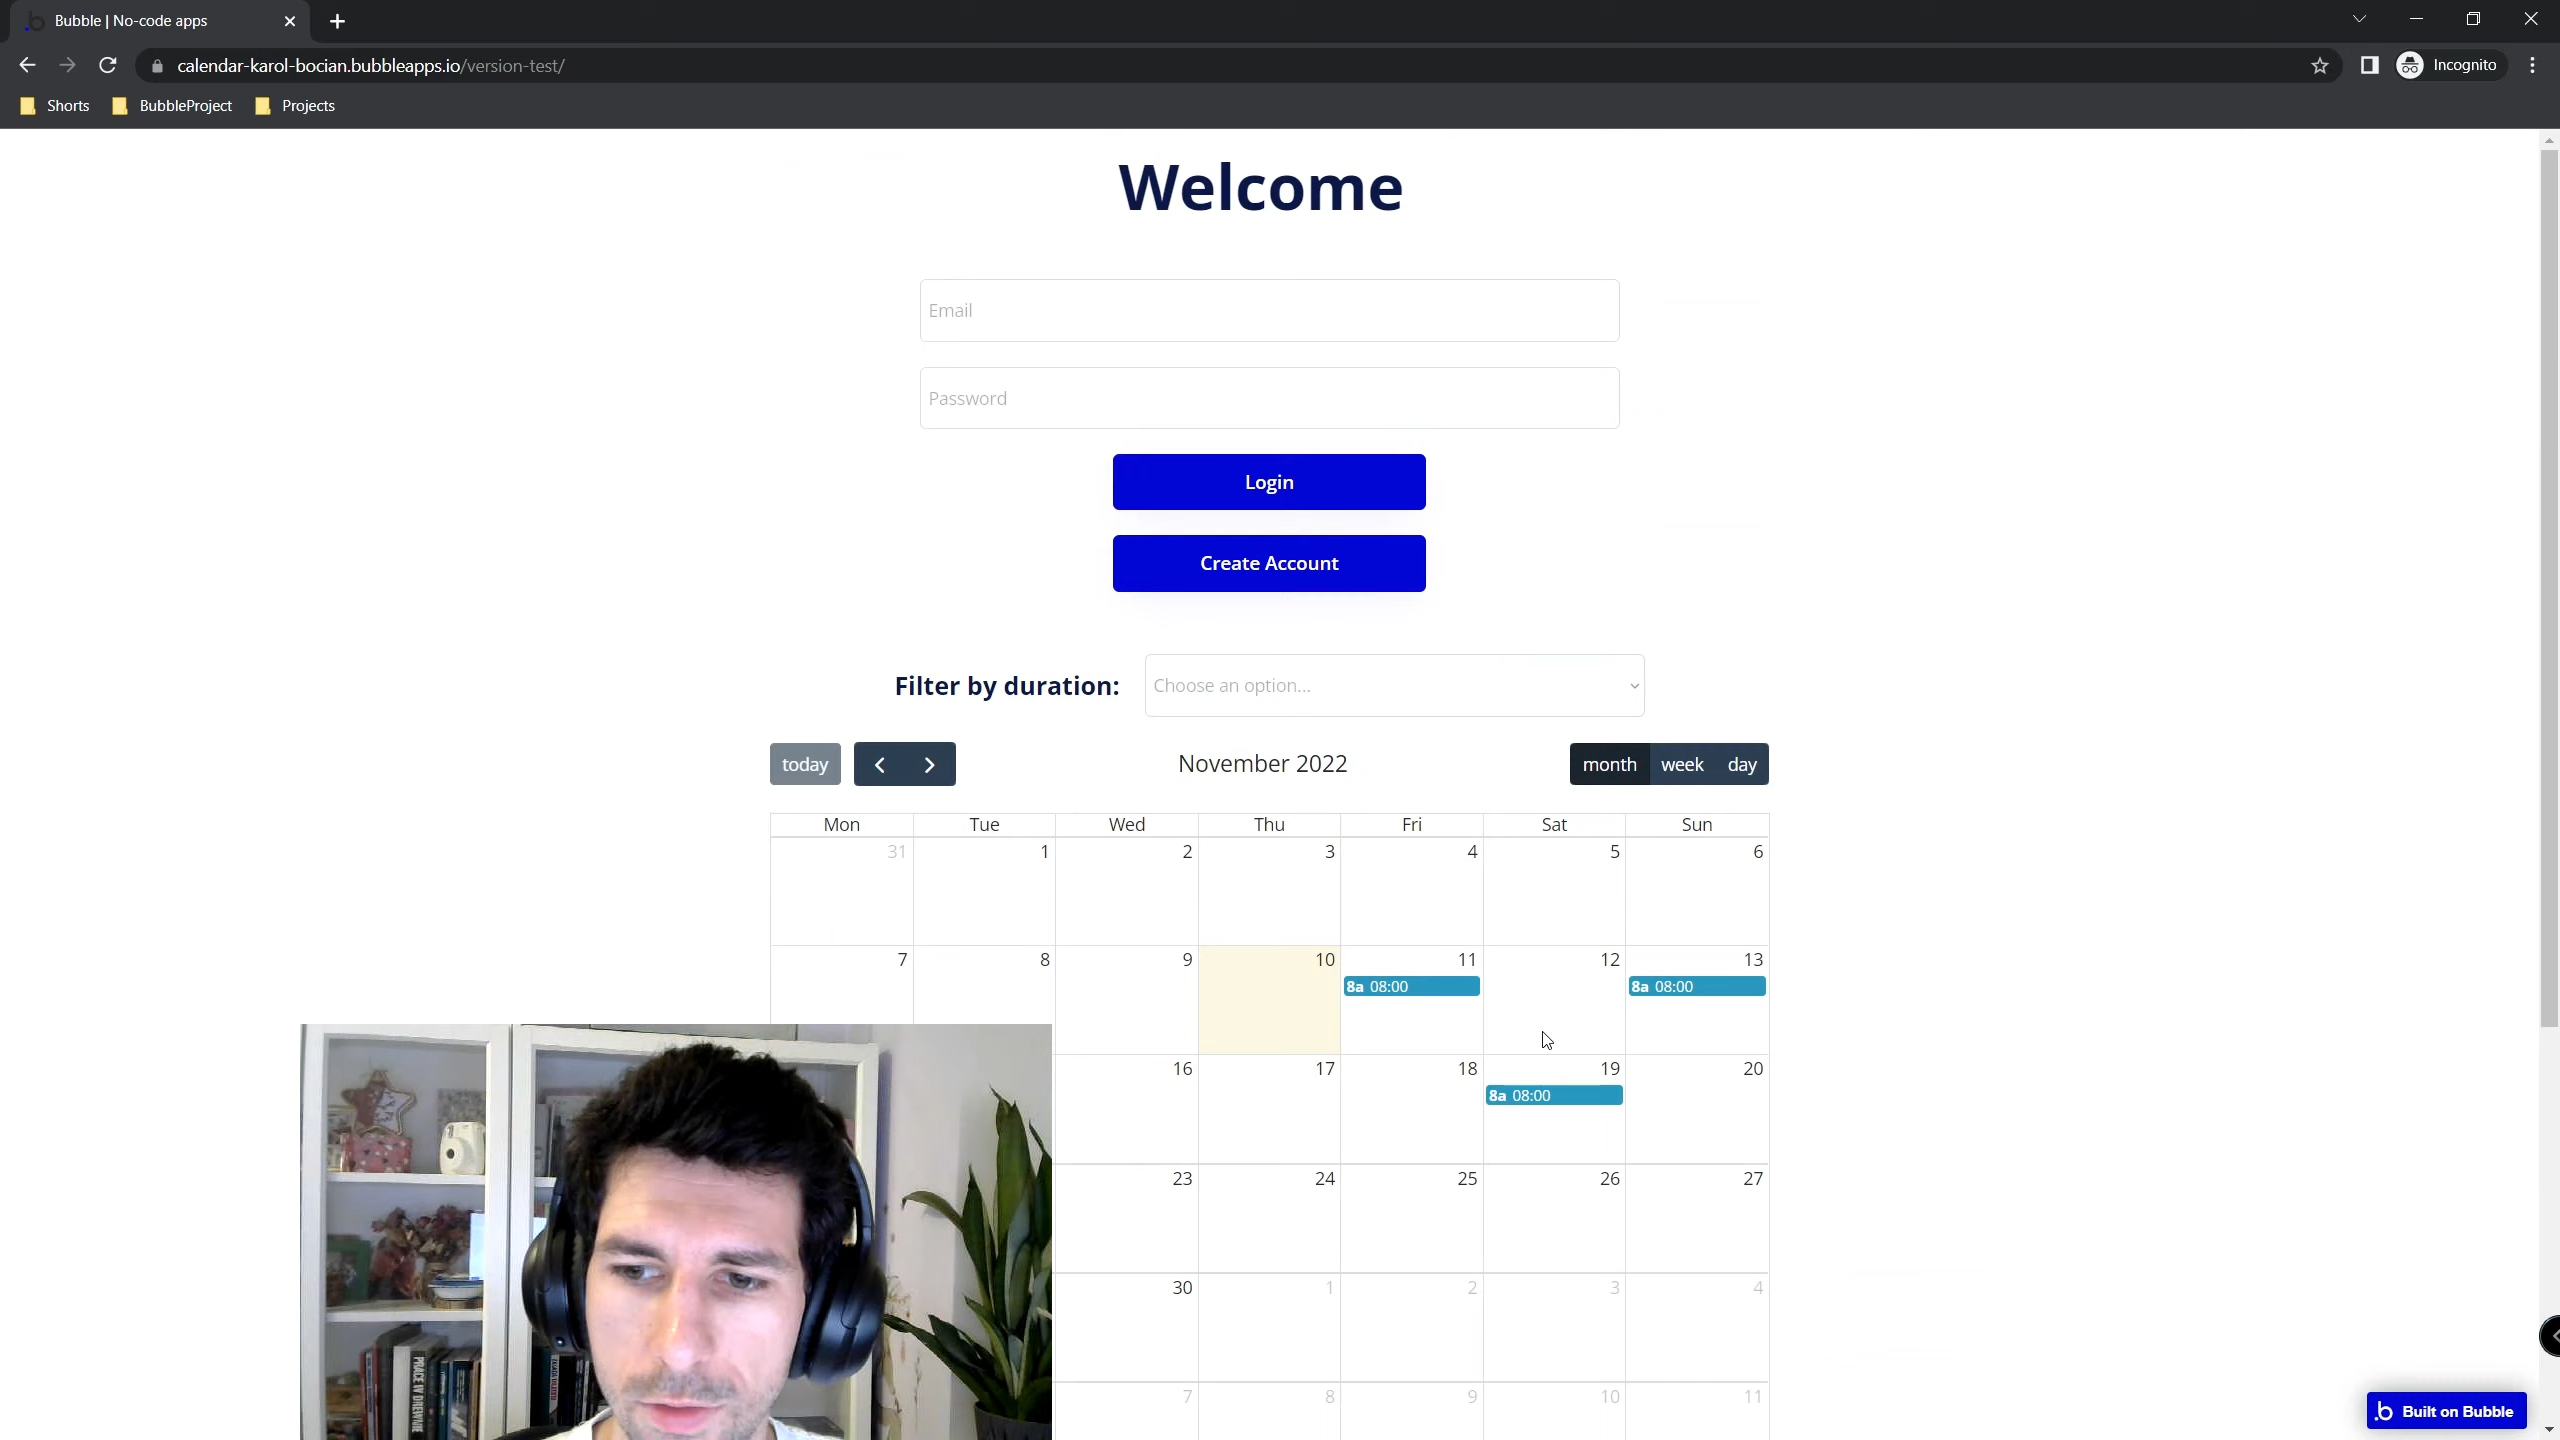 Bubble | No-code apps
calendar-karol-bocian.bubbleapps.io/version-test/
Incognito
Shorts
BubbleProject
Projects
Welcome
Email
Password
Login
Create Account
Filter by duration:
Choose an option...
today
November 2022
month week day
Mon Tue Wed Thu Fri Sat Sun
31 1 2 3 4 5 6
7 8 9 10 11 12 13
8a 08:00
8a 08:00
16 17 18 19 20
8a 08:00
23 24 25 26 27
30 1 2 3 4
7 8 9 10 11
PRACE W DREWNIE
.b Built on Bubble